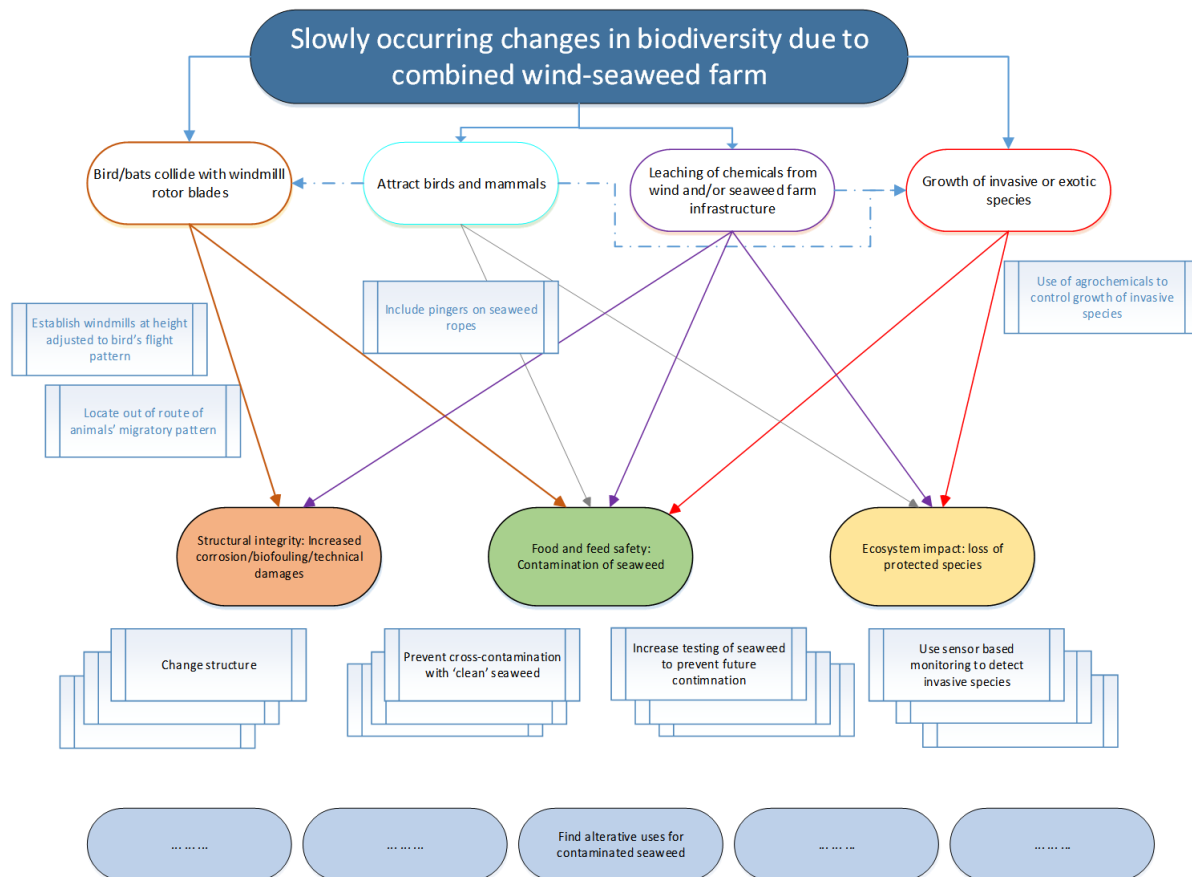 Slowly occurring changes in biodiversity due to
combined wind-seaweed farm
Bird/bats collide with windmilll
rotor blades
Attract birds and mammals
Leaching of chemicals from
wind and/or seaweed farm
infrastructure
Growth of invasive or exotic
species
Establish windmills at height
adjusted to bird's flight
pattern
Locate out of route of
animals' migratory pattern
Include pingers on seaweed
ropes
Use of agrochemicals to
control growth of invasive
species
Structural integrity: Increased
corrosion/biofouling/technical
damages
Food and feed safety:
Contamination of seaweed
Ecosystem impact: loss of
protected species
Change structure
Prevent cross-contamination
with 'clean' seaweed
Increase testing of seaweed
to prevent future
contimnation
Use sensor based
monitoring to detect
invasive species
... ... ...
... ... ...
Find alterative uses for
contaminated seaweed
... ... ...
... ... ...